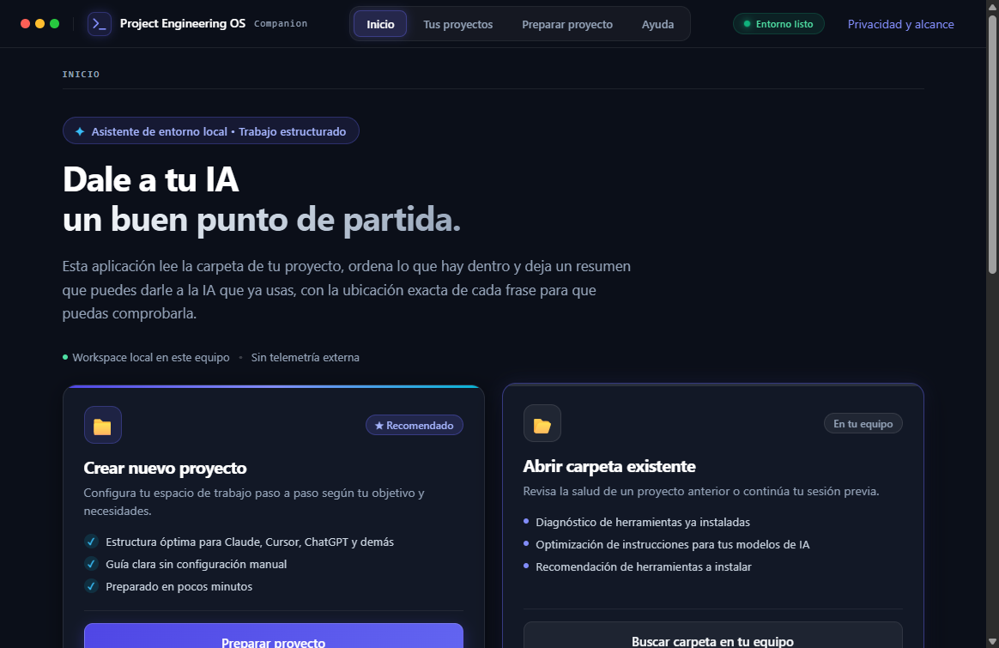 Project Engineering OS Companion
Inicio
Tus proyectos
Preparar proyecto
Ayuda
Entorno listo
Privacidad y alcance
INICIO
Asistente de entorno local • Trabajo estructurado
Dale a tu IA
un buen punto de partida.
Esta aplicación lee la carpeta de tu proyecto, ordena lo que hay dentro y deja un resumen
que puedes darle a la IA que ya usas, con la ubicación exacta de cada frase para que
puedas comprobarla.
Workspace local en este equipo • Sin telemetría externa
★ Recomendado
Crear nuevo proyecto
Configura tu espacio de trabajo paso a paso según tu objetivo y
necesidades.
✓ Estructura óptima para Claude, Cursor, ChatGPT y demás
✓ Guía clara sin configuración manual
✓ Preparado en pocos minutos
Preparar proyecto
En tu equipo
Abrir carpeta existente
Revisa la salud de un proyecto anterior o continúa tu sesión previa.
• Diagnóstico de herramientas ya instaladas
• Optimización de instrucciones para tus modelos de IA
• Recomendación de herramientas a instalar
Buscar carpeta en tu equipo